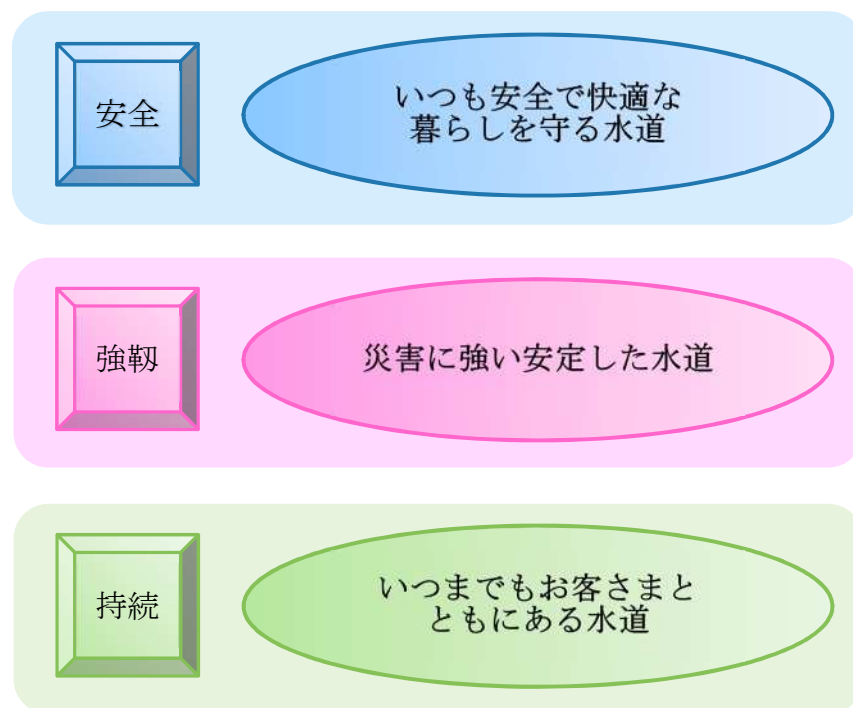 安全
いつも安全で快適な
暮らしを守る水道
強靱
災害に強い安定した水道
持続
いつまでもお客さまと
ともにある水道